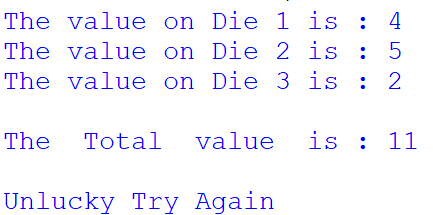 The value on Die 1 is : 4
The value on Die 2 is : 5
The value on Die 3 is : 2
The  Total  value  is : 11
Unlucky Try Again